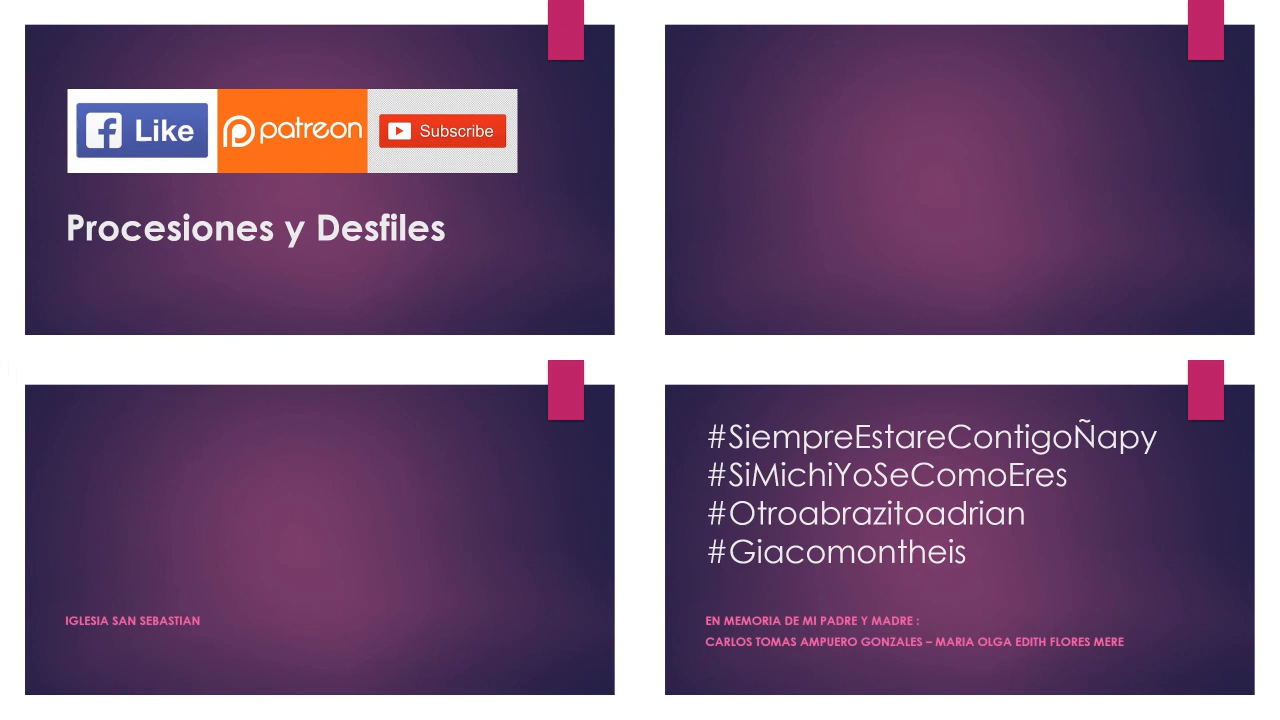 Like
patreon
Subscribe
Procesiones y Desfiles
IGLESIA SAN SEBASTIAN
#SiempreEstareContigoÑapy
#SiMichiYoSeComoEres
#Otroabrazitoadrian
#Giacomontheis
EN MEMORIA DE MI PADRE Y MADRE :
CARLOS TOMAS AMPUERO GONZALES – MARIA OLGA EDITH FLORES MERE